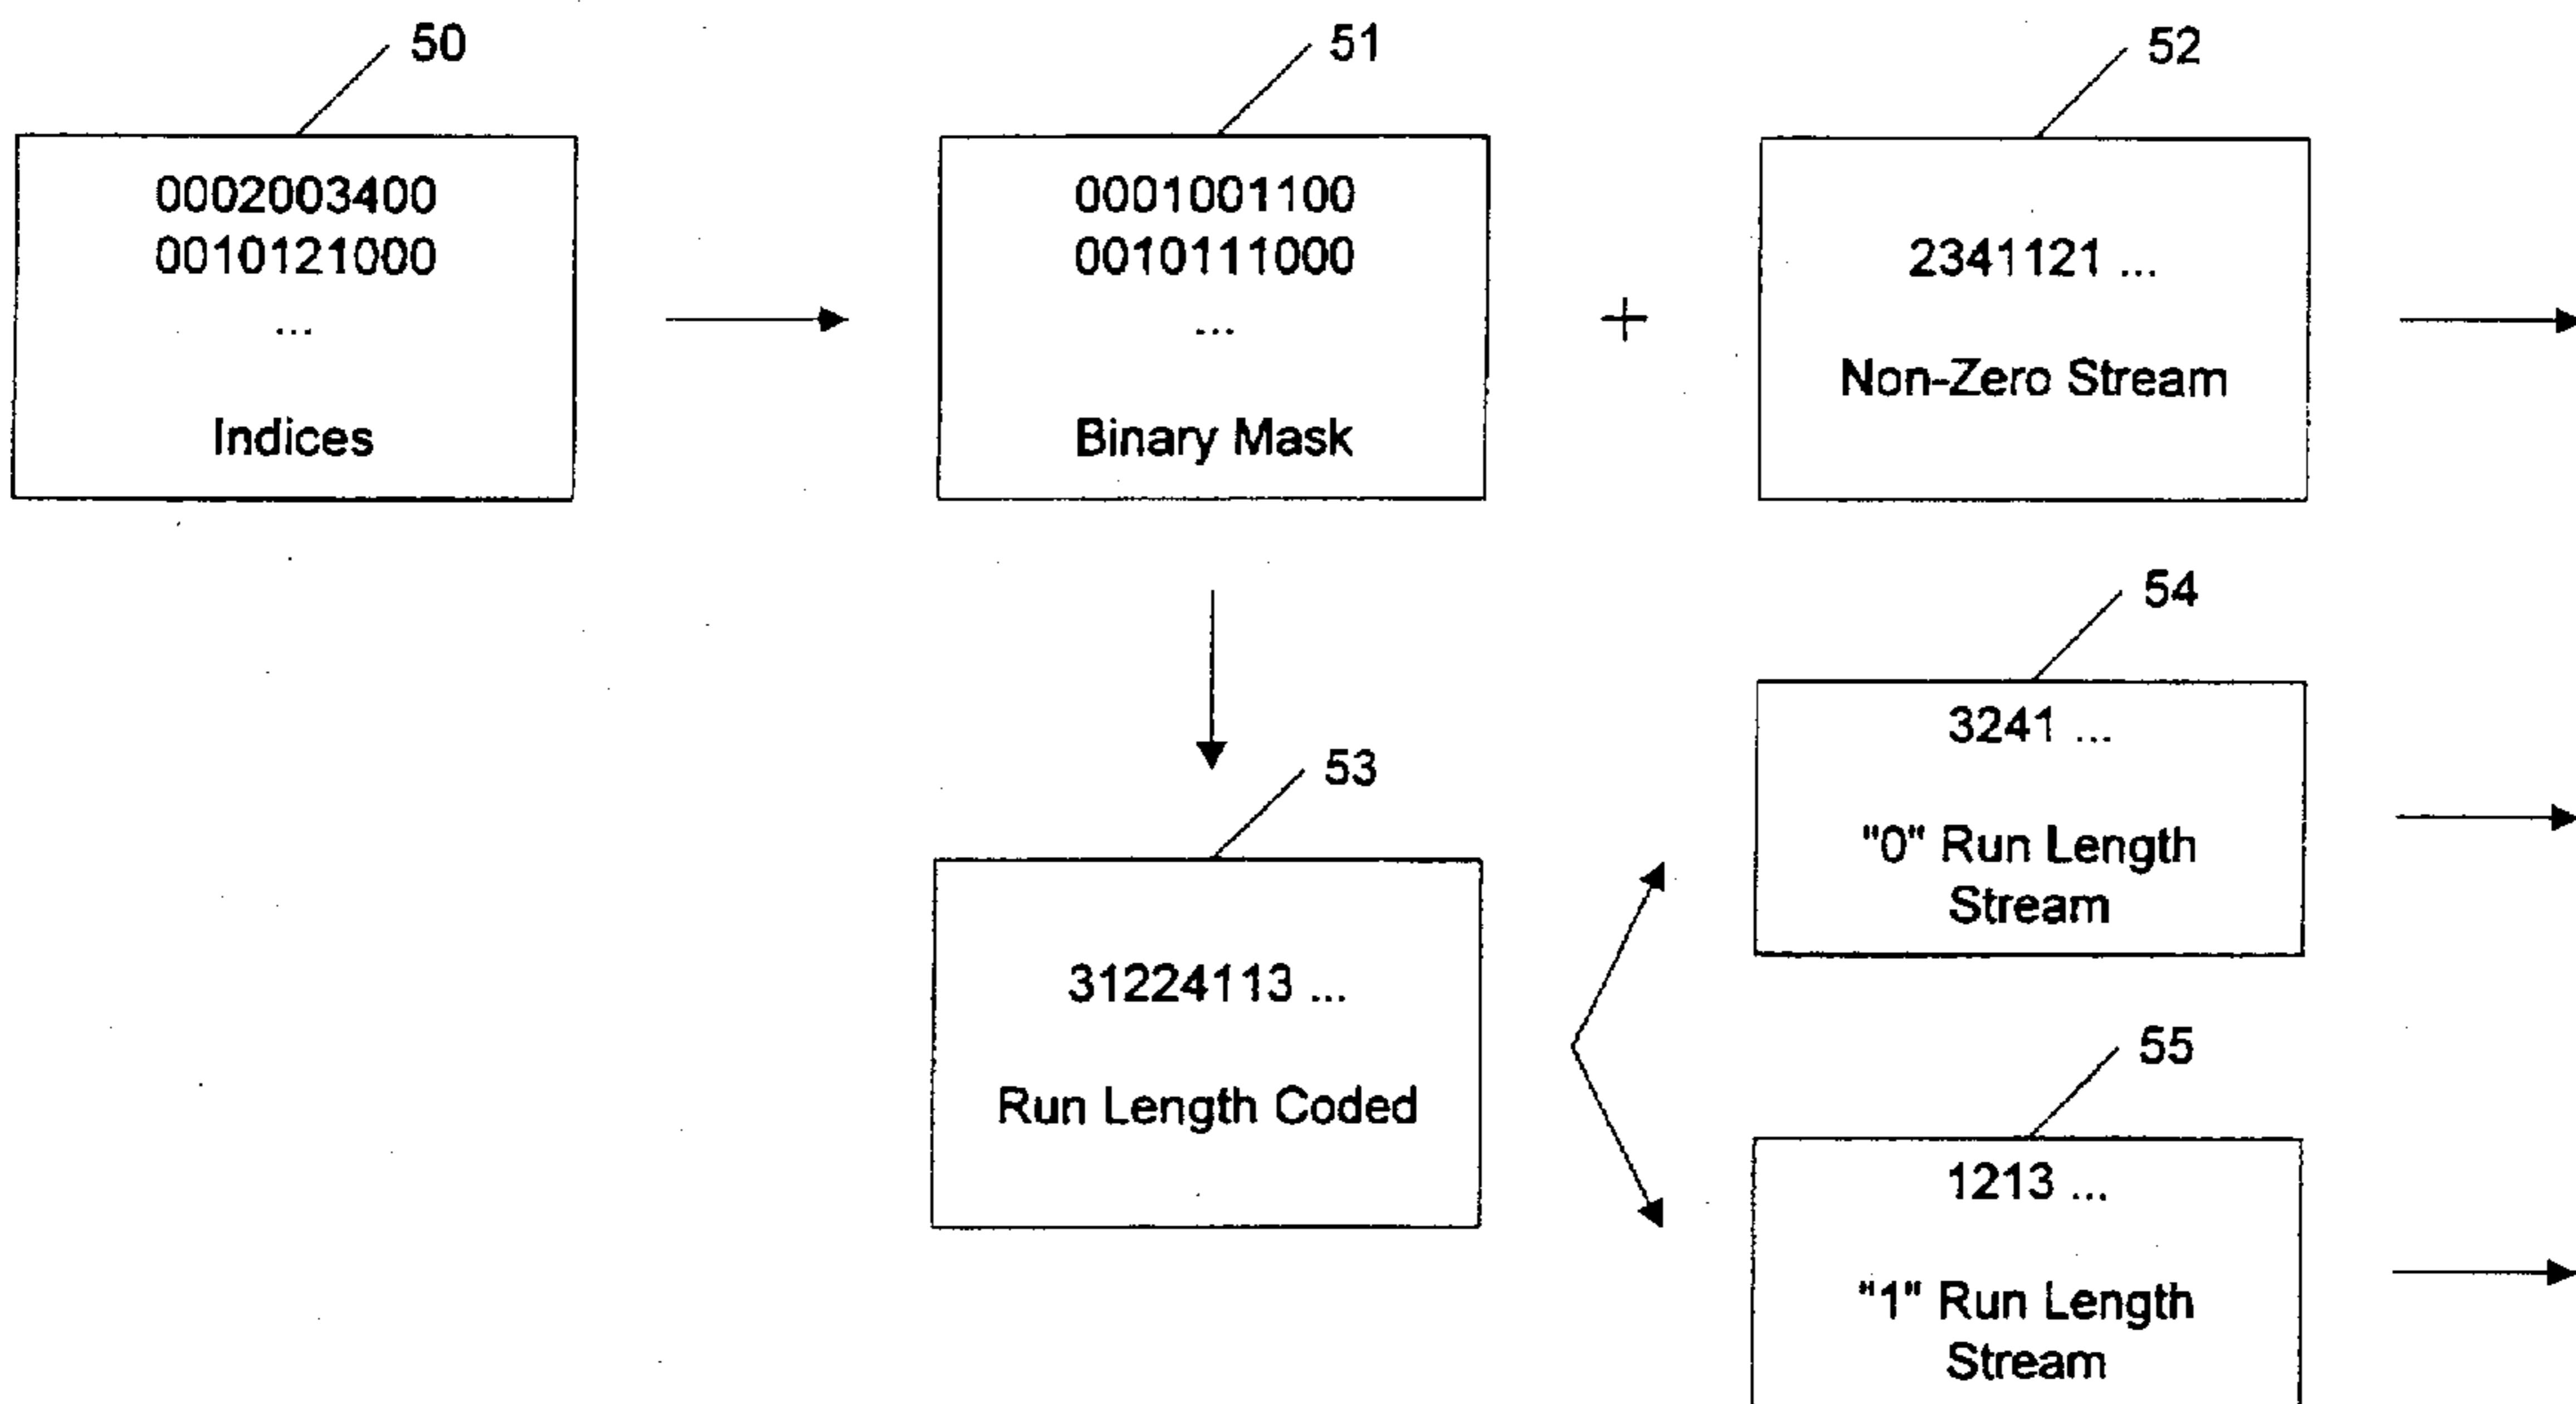 50
0002003400
0010121000
...
Indices
51
0001001100
0010111000
...
Binary Mask
+
52
2341121 ...
Non-Zero Stream
53
31224113 ...
Run Length Coded
54
3241 ...
"0" Run Length
Stream
55
1213 ...
"1" Run Length
Stream